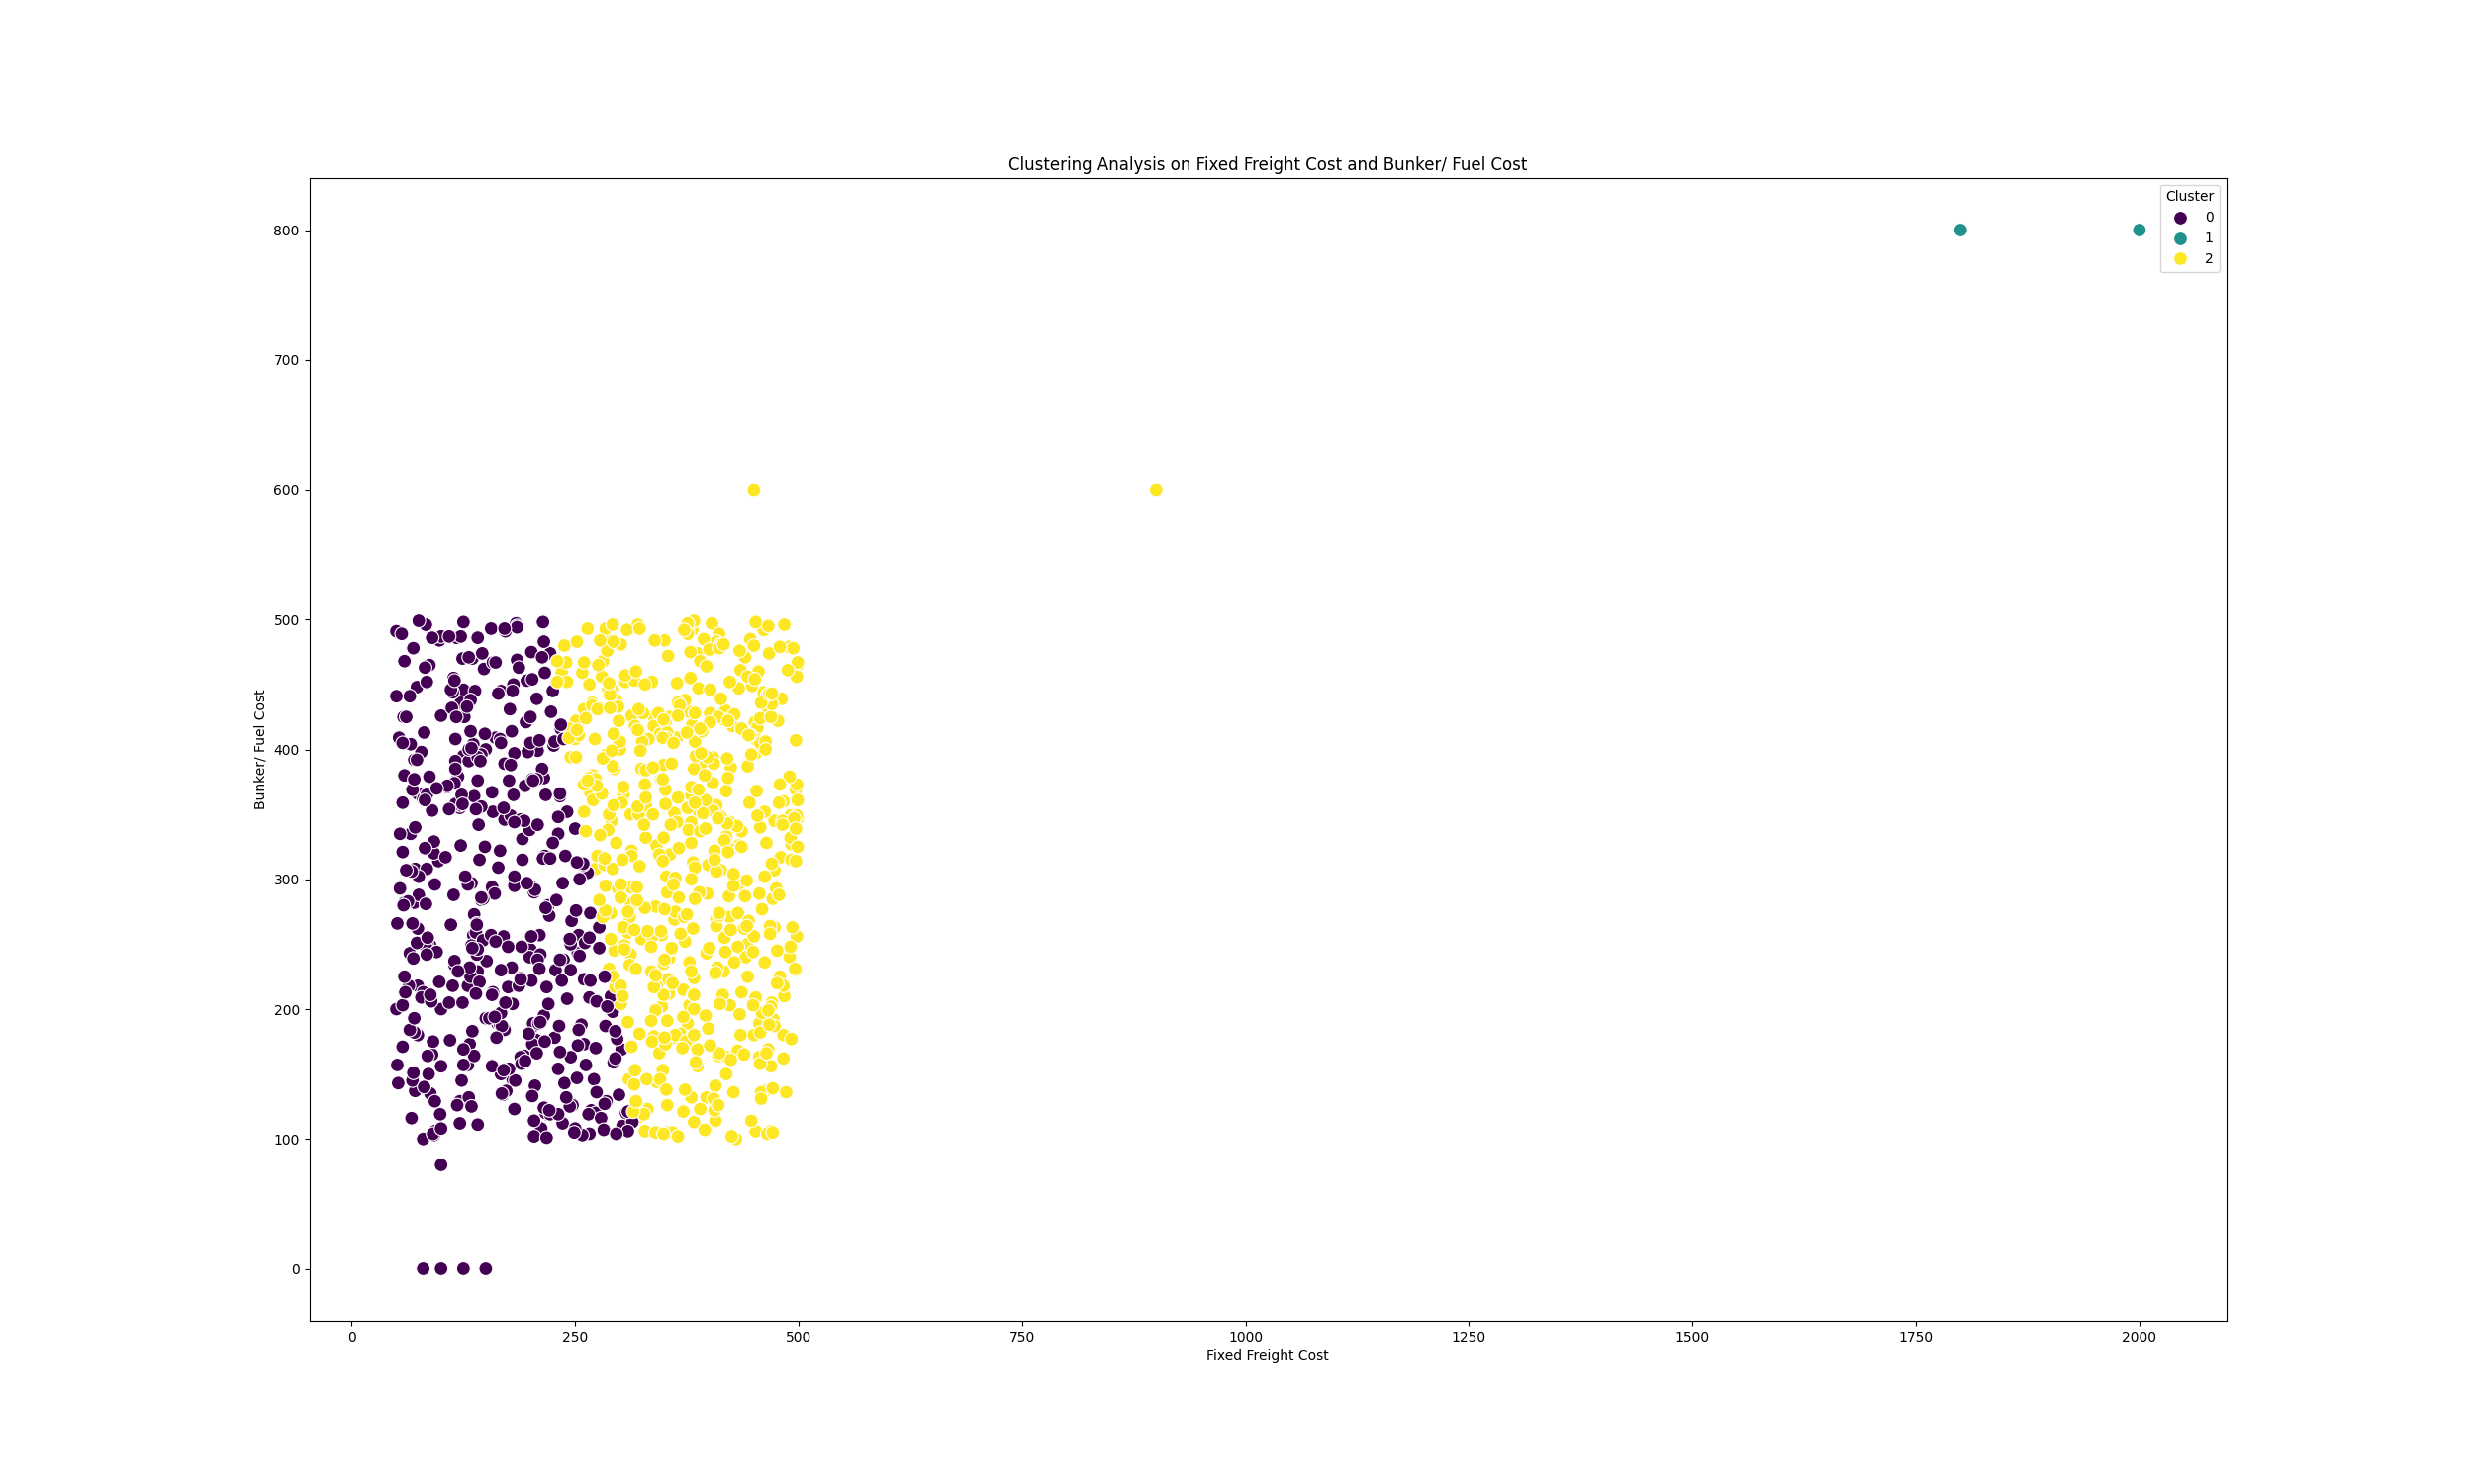 Clustering Analysis on Fixed Freight Cost and Bunker/ Fuel Cost
Cluster
0
1
2
800
700
600
500
400
300
200
100
0
Bunker/ Fuel Cost
0 250 500 750 1000 1250 1500 1750 2000
Fixed Freight Cost